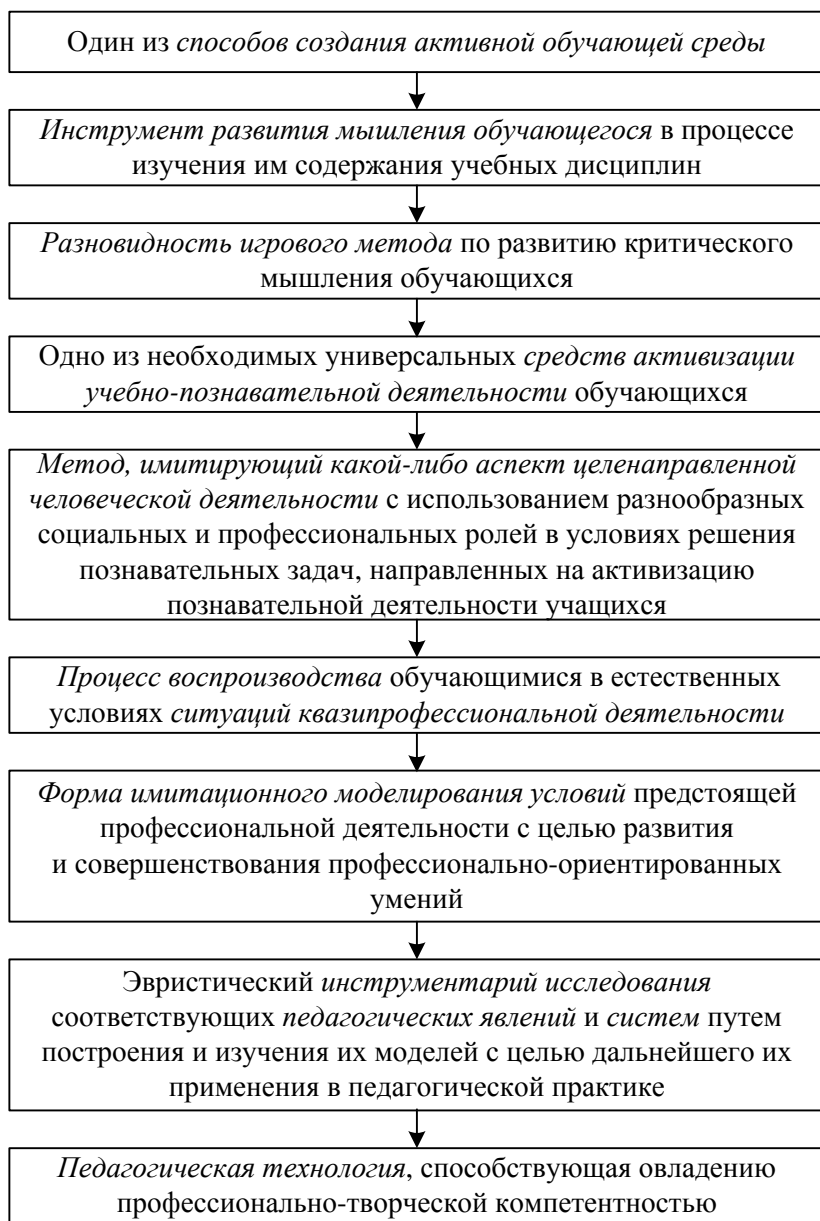 Один из способов создания активной обучающей среды
Инструмент развития мышления обучающегося в процессе
изучения им содержания учебных дисциплин
Разновидность игрового метода по развитию критического
мышления обучающихся
Одно из необходимых универсальных средств активизации
учебно-познавательной деятельности обучающихся
Метод, имитирующий какой-либо аспект целенаправленной
человеческой деятельности с использованием разнообразных
социальных и профессиональных ролей в условиях решения
познавательных задач, направленных на активизацию
познавательной деятельности учащихся
Процесс воспроизводства обучающимися в естественных
условиях ситуаций квазипрофессиональной деятельности
Форма имитационного моделирования условий предстоящей
профессиональной деятельности с целью развития
и совершенствования профессионально-ориентированных
умений
Эвристический инструментарий исследования
соответствующих педагогических явлений и систем путем
построения и изучения их моделей с целью дальнейшего их
применения в педагогической практике
Педагогическая технология, способствующая овладению
профессионально-творческой компетентностью